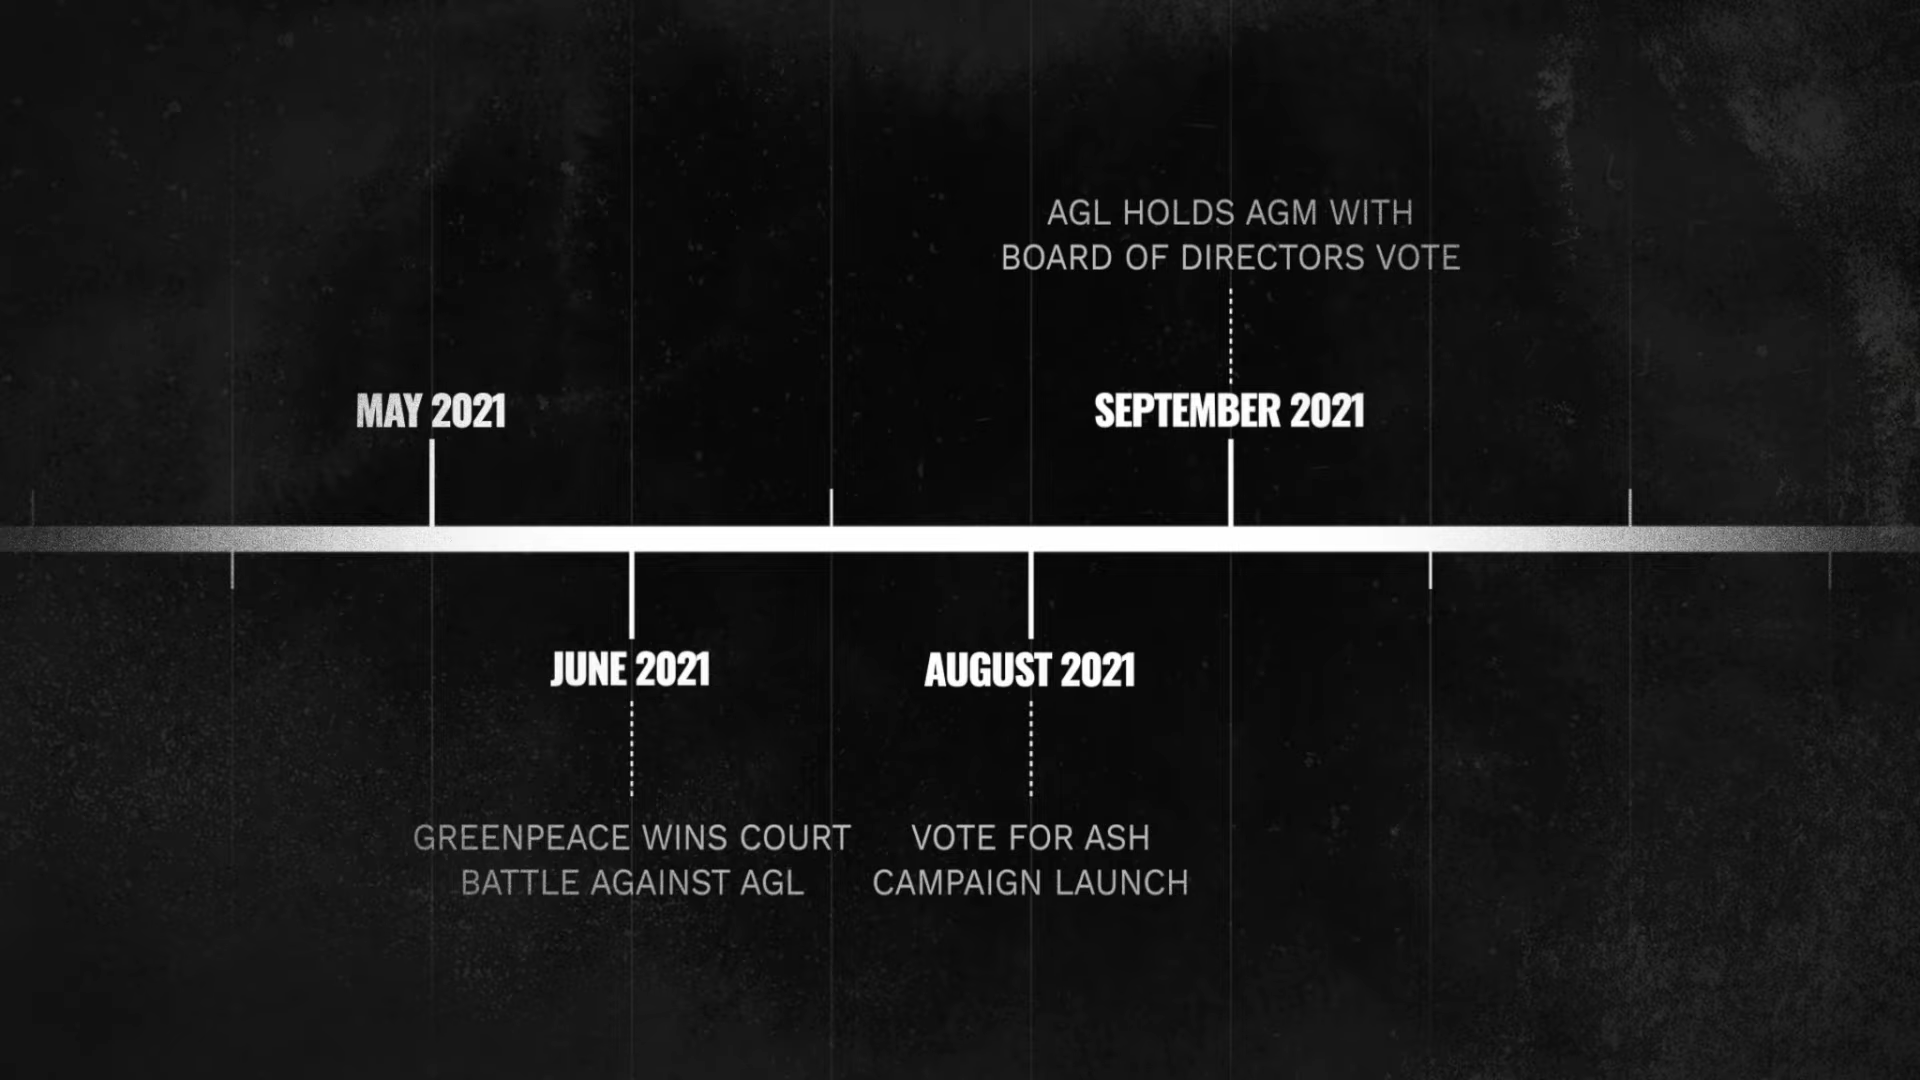 AGL HOLDS AGM WITH
BOARD OF DIRECTORS VOTE
MAY 2021
SEPTEMBER 2021
JUNE 2021
AUGUST 2021
GREENPEACE WINS COURT
BATTLE AGAINST AGL
VOTE FOR ASH
CAMPAIGN LAUNCH